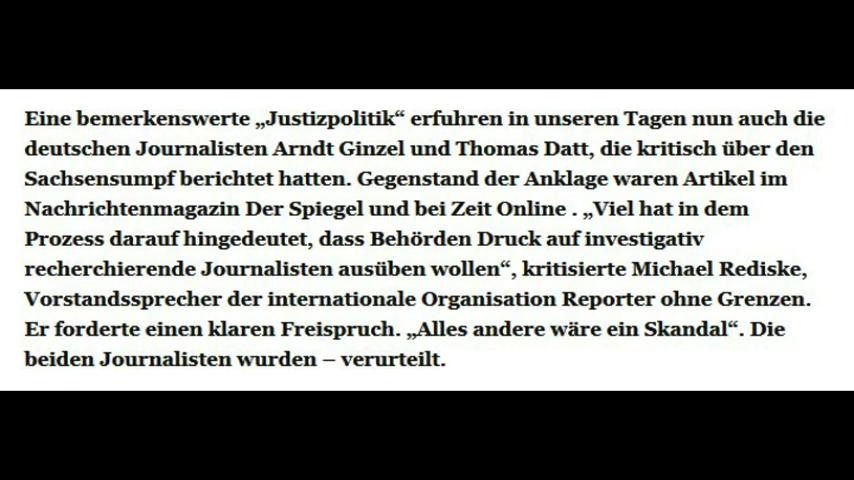 Eine bemerkenswerte „Justizpolitik“ erfuhren in unseren Tagen nun auch die
deutschen Journalisten Arndt Ginzel und Thomas Datt, die kritisch über den
Sachsensumpf berichtet hatten. Gegenstand der Anklage waren Artikel im
Nachrichtenmagazin Der Spiegel und bei Zeit Online . „Viel hat in dem
Prozess darauf hingedeutet, dass Behörden Druck auf investigativ
recherchierende Journalisten ausüben wollen“, kritisierte Michael Rediske,
Vorstandssprecher der internationale Organisation Reporter ohne Grenzen.
Er forderte einen klaren Freispruch. „Alles andere wäre ein Skandal“. Die
beiden Journalisten wurden – verurteilt.